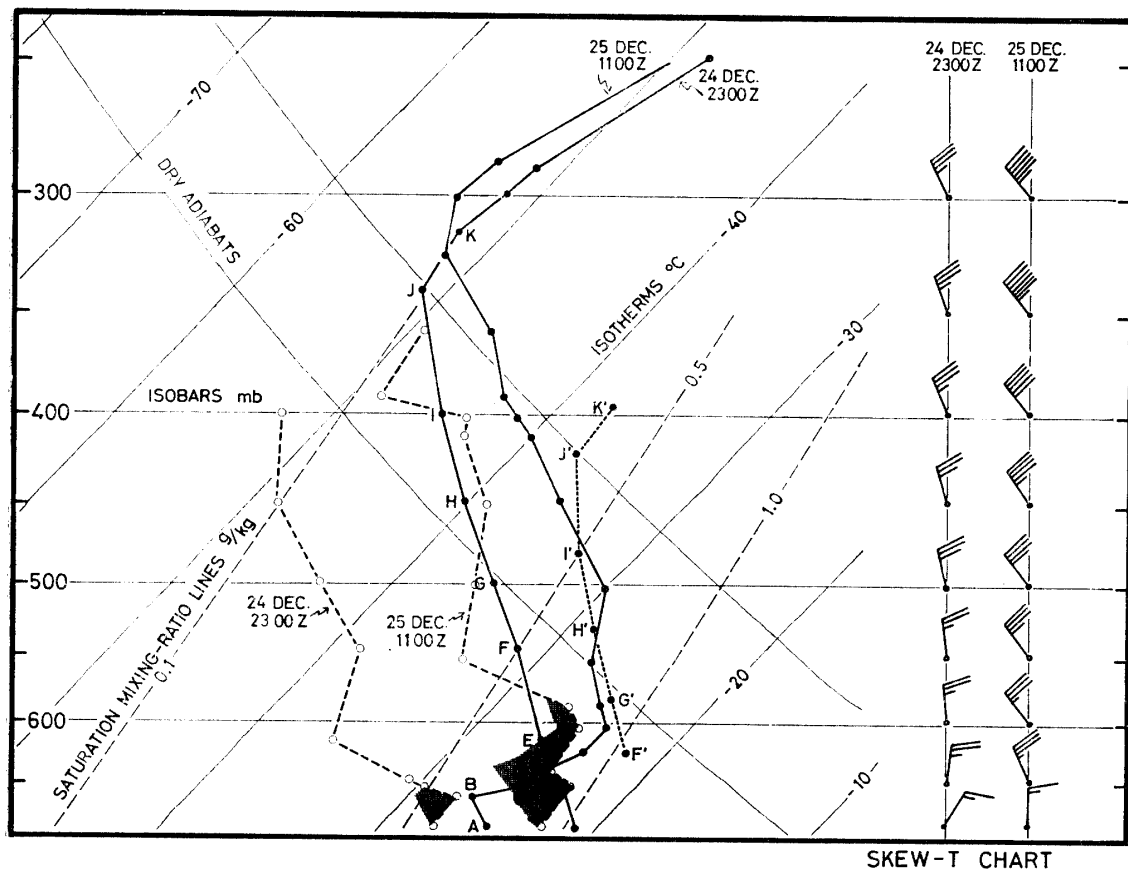 25 DEC.
1100Z
24 DEC.
2300Z
24 DEC.
2300Z
25 DEC.
1100Z
-70
DRY ADIABATS
300
-60
K
-40
J
ISOTHERMS °C
-30
0.5
ISOBARS mb
400
I
K'
J'
H
1.0
SATURATION MIXING-RATIO LINES g/kg
0.1
500
G
I'
24 DEC.
2300Z
25 DEC.
1100Z
H'
F
-20
G'
600
E
F'
B
-10
A
SKEW-T CHART